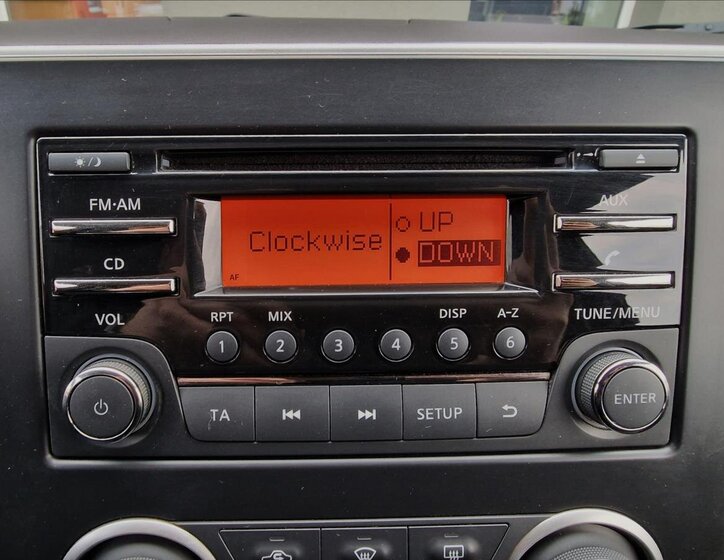 FM·AM
AUX
Clockwise
UP
DOWN
AF
CD
VOL
RPT
MIX
DISP
A-Z
TUNE/MENU
1
2
3
4
5
6
TA
SETUP
ENTER